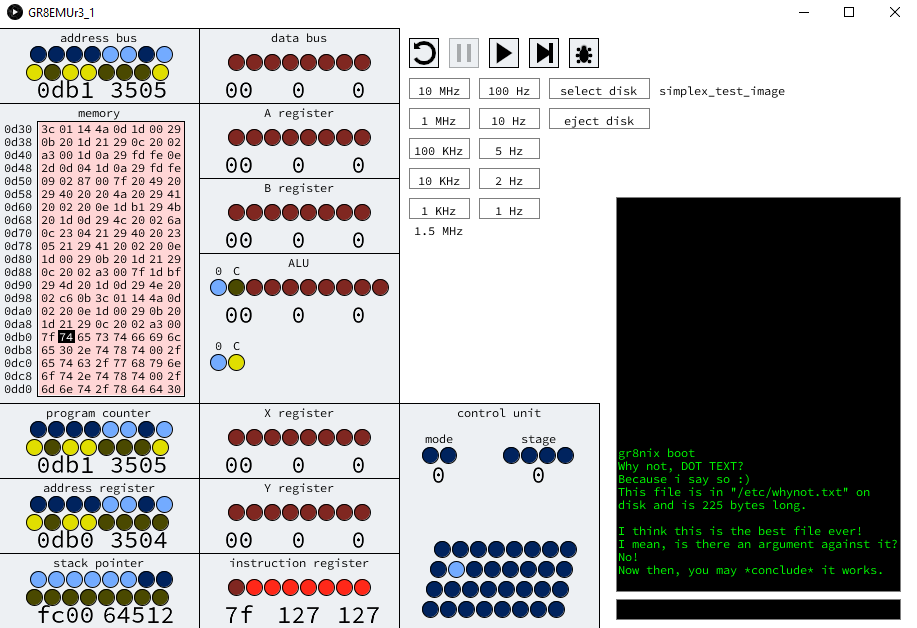 GR8EMUr3_1
address bus
0db1 3505
data bus
00 0 0
memory
0d30 3c 01 14 4a 0d 1d 00 29
0d38 0b 20 1d 21 29 0c 20 02
0d40 a3 00 1d 0a 29 fd fe 0e
0d48 2d 0d 04 1d 0a 29 fd fe
0d50 09 02 87 00 7f 20 49 20
0d58 29 40 20 20 4a 20 29 41
0d60 20 02 20 0e 1d b1 29 4b
0d68 20 1d 0d 29 4c 20 02 6a
0d70 0c 23 04 21 29 40 20 23
0d78 05 21 29 41 20 02 20 0e
0d80 1d 00 29 0b 20 1d 21 29
0d88 0c 20 02 a3 00 7f 1d bf
0d90 29 4d 20 1d 0d 29 4e 20
0d98 02 c6 0b 3c 01 14 4a 0d
0da0 02 20 0e 1d 00 29 0b 20
0da8 1d 21 29 0c 20 02 a3 00
0db0 7f 74 65 73 74 66 69 6c
0db8 65 30 2e 74 78 74 00 2f
0dc0 65 74 63 2f 77 68 79 6e
0dc8 6f 74 2e 74 78 74 00 2f
0dd0 6d 6e 74 2f 78 64 64 30
A register
00 0 0
B register
00 0 0
ALU
0 C
00 0 0
0 C
program counter
0db1 3505
X register
00 0 0
address register
0db0 3504
Y register
00 0 0
stack pointer
fc00 64512
instruction register
7f 127 127
control unit
mode stage
0 0
10 MHz 100 Hz select disk simplex_test_image
1 MHz 10 Hz eject disk
100 KHz 5 Hz
10 KHz 2 Hz
1 KHz 1 Hz
1.5 MHz
gr8nix boot
Why not, DOT TEXT?
Because i say so :)
This file is in "/etc/whynot.txt" on
disk and is 225 bytes long.
I think this is the best file ever!
I mean, is there an argument against it?
No!
Now then, you may *conclude* it works.